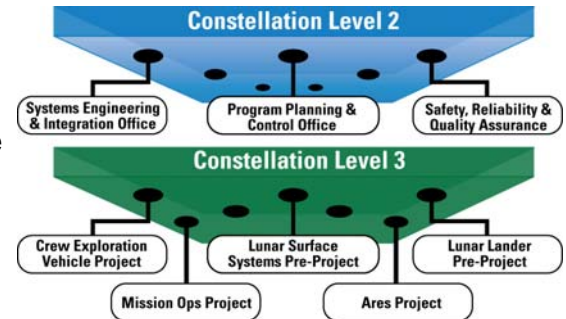 Constellation Level 2
Systems Engineering
& Integration Office
Program Planning &
Control Office
Safety, Reliability &
Quality Assurance
e
Constellation Level 3
Crew Exploration
Vehicle Project
Lunar Surface
Systems Pre-Project
Lunar Lander
Pre-Project
Mission Ops Project
Ares Project